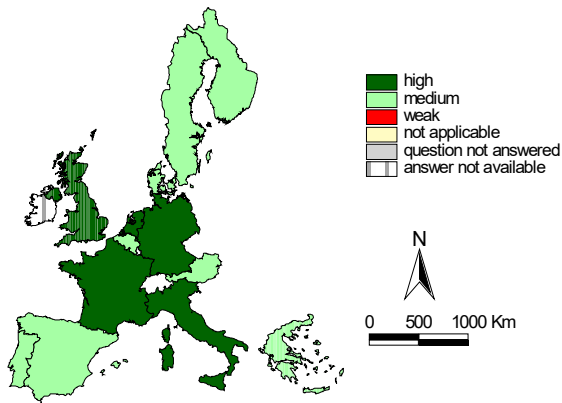 high
medium
weak
not applicable
question not answered
answer not available
N
0 500 1000 Km